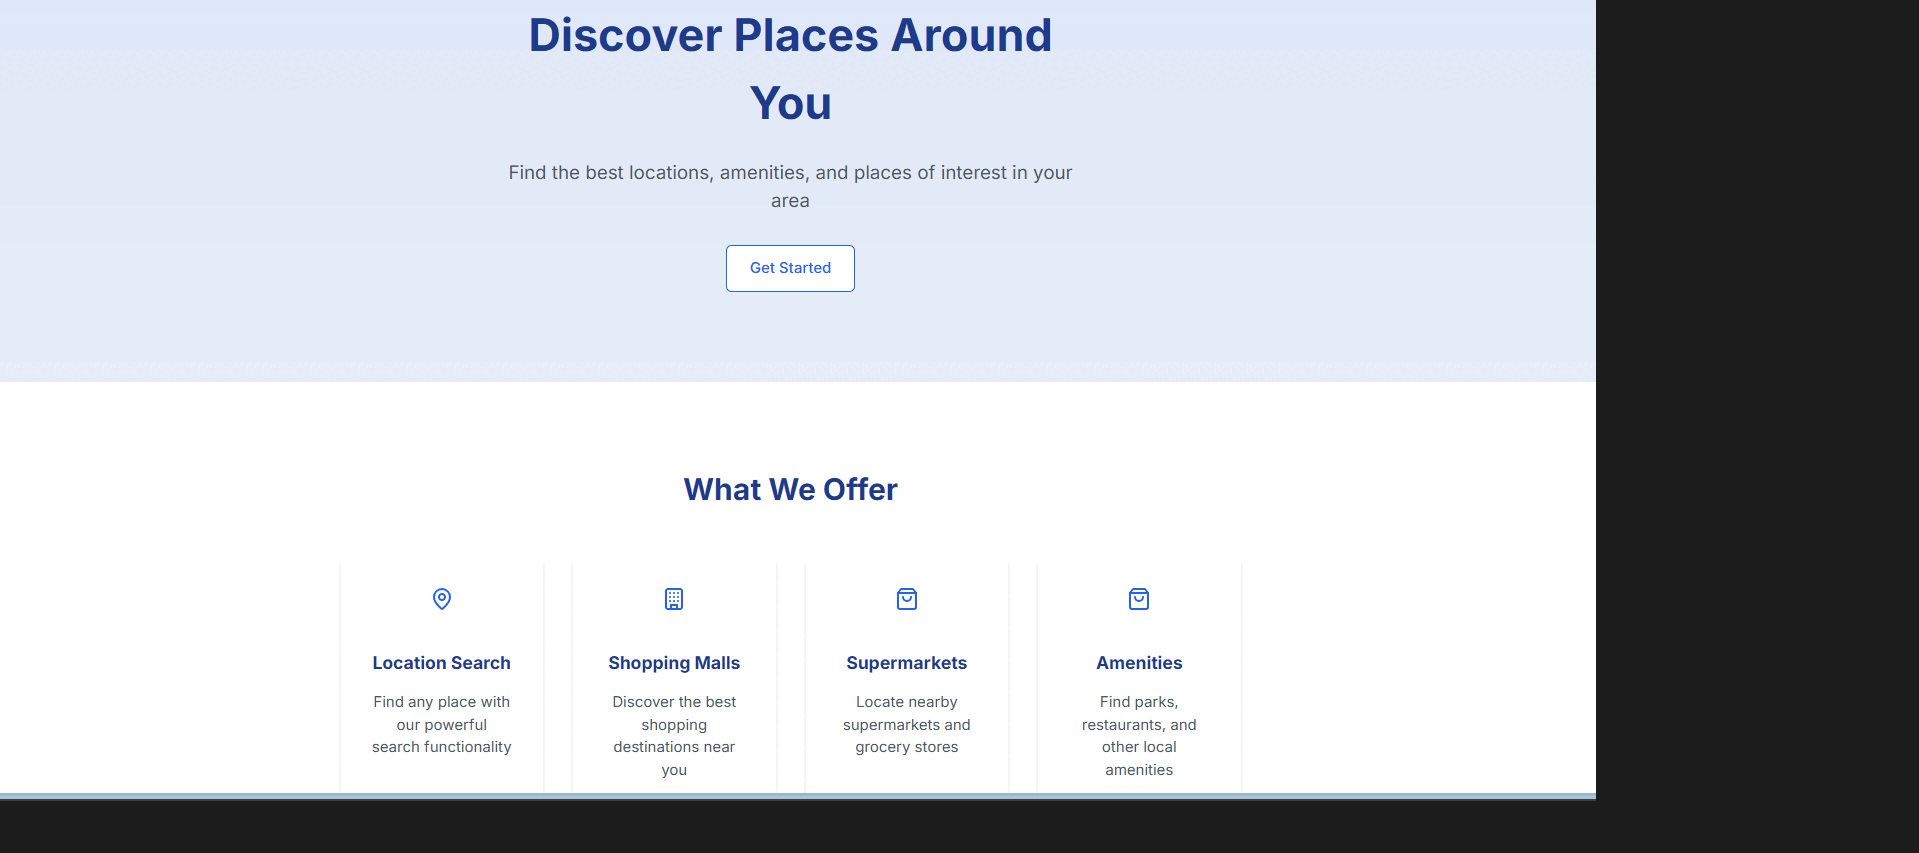 Discover Places Around
You
Find the best locations, amenities, and places of interest in your
area
Get Started
What We Offer
Location Search
Find any place with
our powerful
search functionality
Shopping Malls
Discover the best
shopping
destinations near
you
Supermarkets
Locate nearby
supermarkets and
grocery stores
Amenities
Find parks,
restaurants, and
other local
amenities